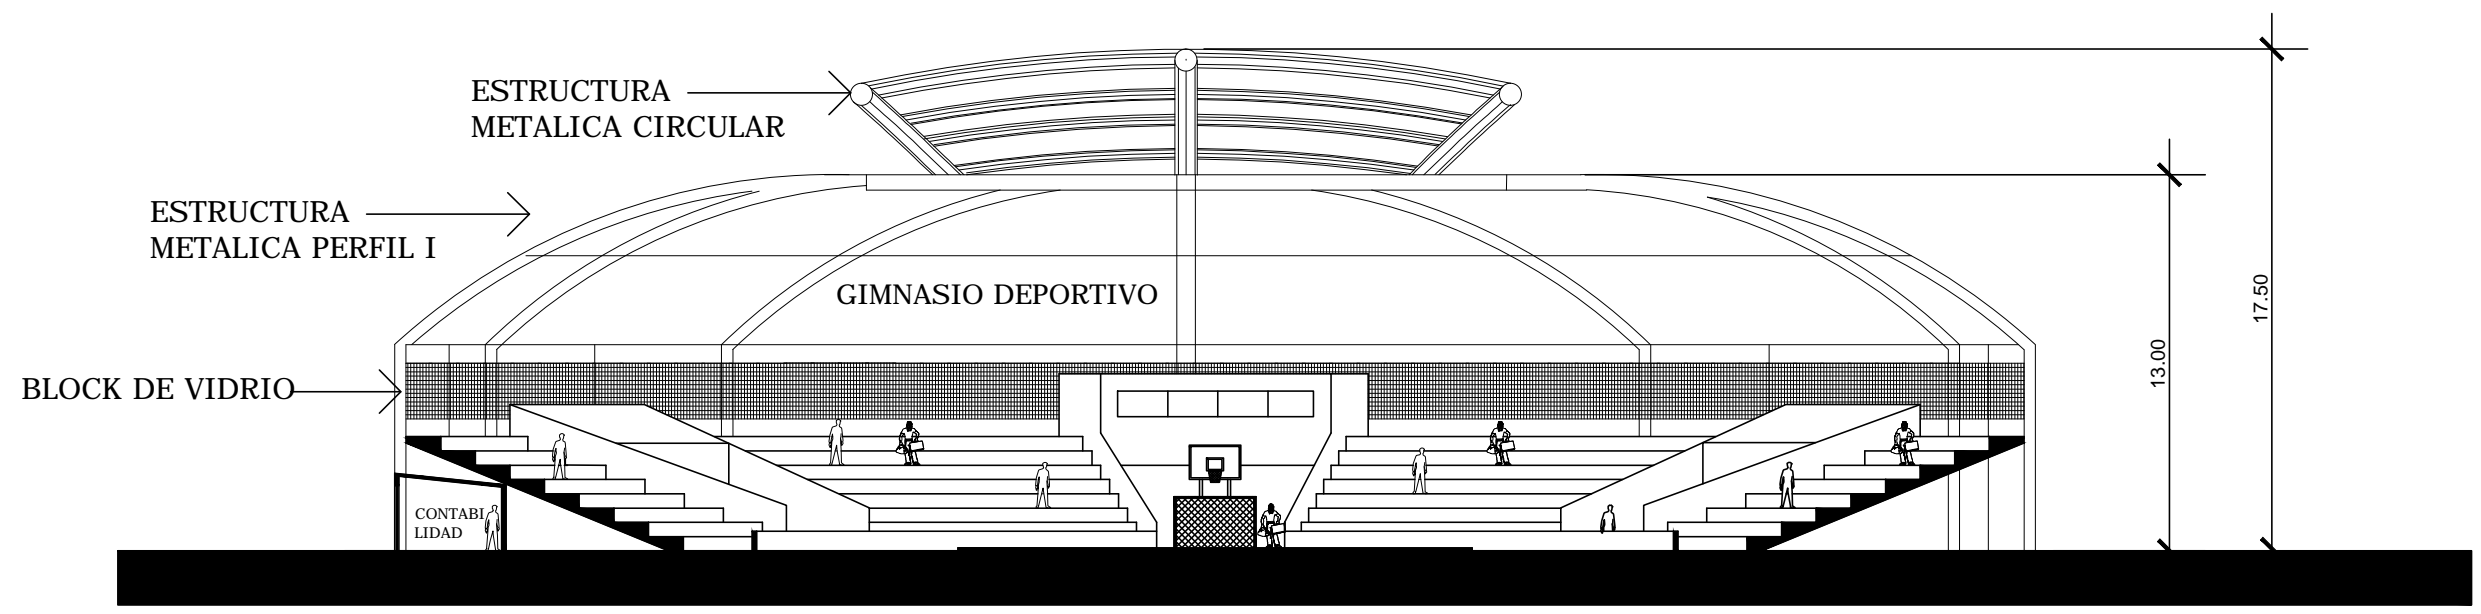 ESTRUCTURA
METALICA CIRCULAR
ESTRUCTURA
METALICA PERFIL I
GIMNASIO DEPORTIVO
BLOCK DE VIDRIO
CONTABI
LIDAD
13.00
17.50